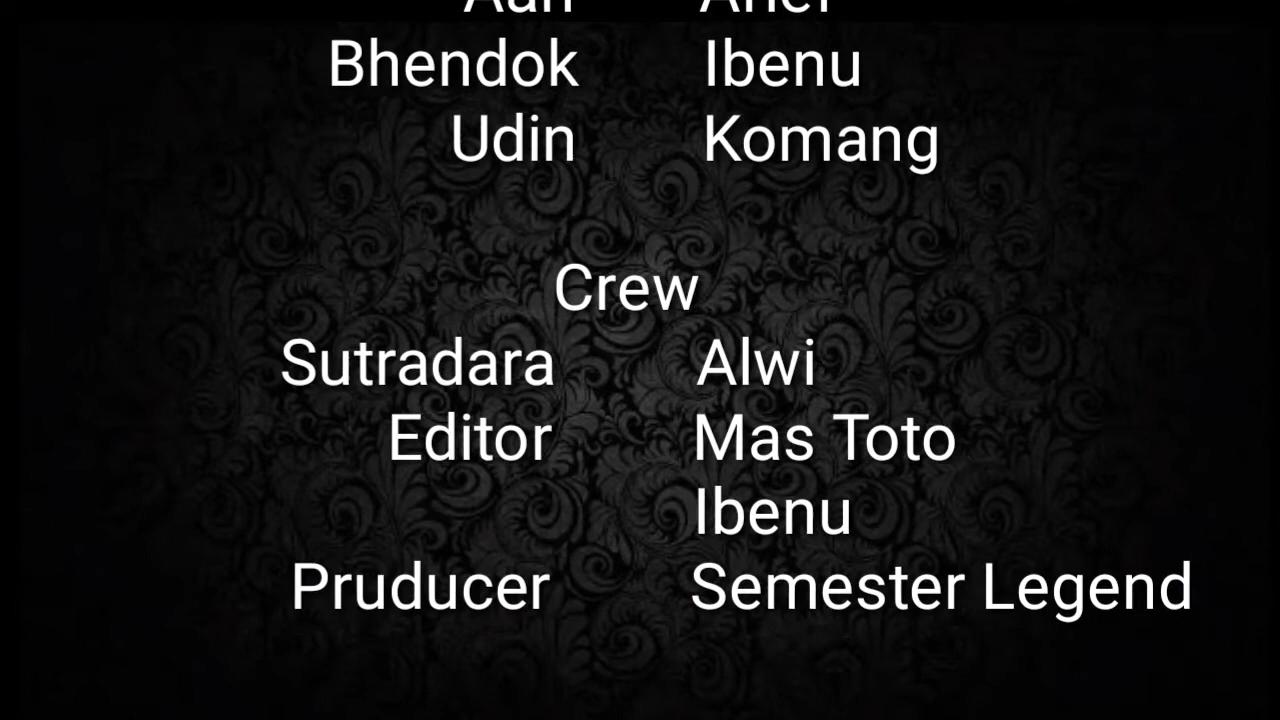 Bhendok Ibenu
Udin Komang
Crew
Sutradara Alwi
Editor Mas Toto
Ibenu
Pruducer Semester Legend